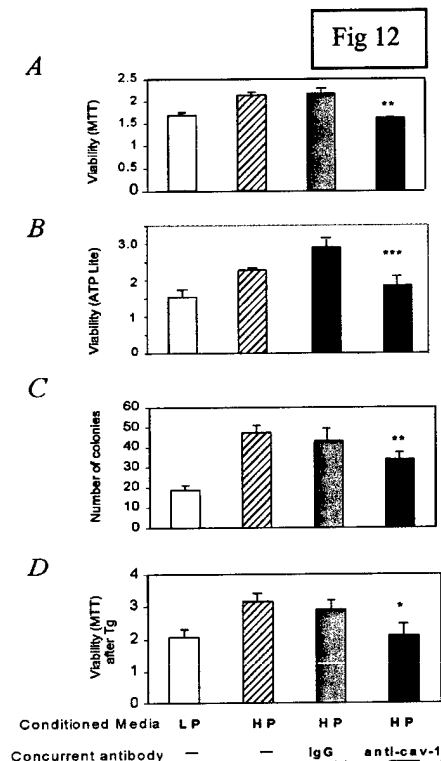 Fig 12
A
Viability (MTT)
2.5
2
1.5
1
0.5
0
**
B
Viability (ATP Lite)
3.0
2
1
0
***
C
Number of colonies
60
50
40
30
20
10
0
**
D
Viability (MTT)
after Tg
4
3
2
1
0
*
Conditioned Media LP HP HP HP
Concurrent antibody – – IgG anti-cav-1